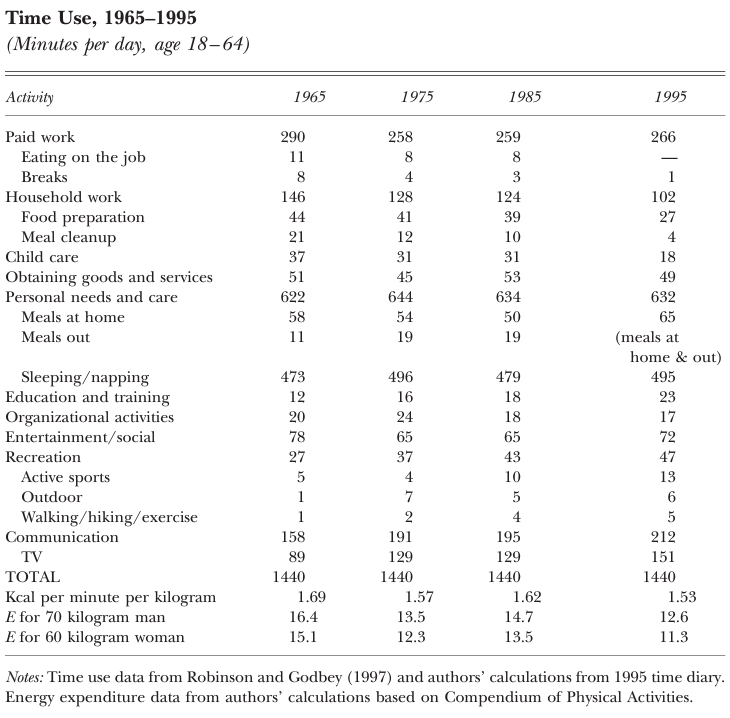 Time Use, 1965–1995
(Minutes per day, age 18–64)
Activity 1965 1975 1985 1995
Paid work 290 258 259 266
Eating on the job 11 8 8 —
Breaks 8 4 3 1
Household work 146 128 124 102
Food preparation 44 41 39 27
Meal cleanup 21 12 10 4
Child care 37 31 31 18
Obtaining goods and services 51 45 53 49
Personal needs and care 622 644 634 632
Meals at home 58 54 50 65
Meals out 11 19 19 (meals at
home & out)
Sleeping/napping 473 496 479 495
Education and training 12 16 18 23
Organizational activities 20 24 18 17
Entertainment/social 78 65 65 72
Recreation 27 37 43 47
Active sports 5 4 10 13
Outdoor 1 7 5 6
Walking/hiking/exercise 1 2 4 5
Communication 158 191 195 212
TV 89 129 129 151
TOTAL 1440 1440 1440 1440
Kcal per minute per kilogram 1.69 1.57 1.62 1.53
E for 70 kilogram man 16.4 13.5 14.7 12.6
E for 60 kilogram woman 15.1 12.3 13.5 11.3
Notes: Time use data from Robinson and Godbey (1997) and authors’ calculations from 1995 time diary.
Energy expenditure data from authors’ calculations based on Compendium of Physical Activities.